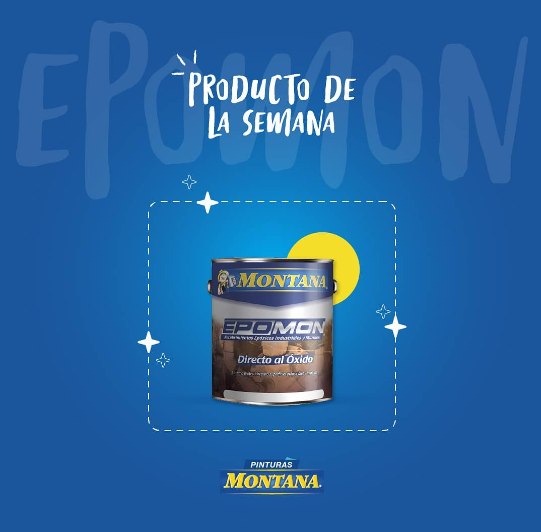 EPOMON
PRODUCTO DE
LA SEMANA
MONTANA
EPOMON
Directo al Óxido
PINTURAS
MONTANA